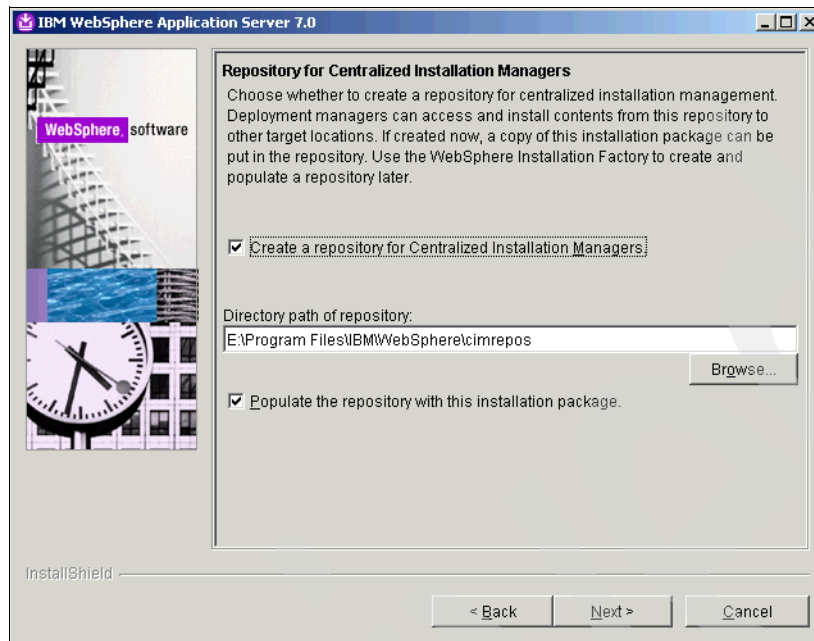 IBM WebSphere Application Server 7.0
WebSphere. software
Repository for Centralized Installation Managers
Choose whether to create a repository for centralized installation management.
Deployment managers can access and install contents from this repository to
other target locations. If created now, a copy of this installation package can be
put in the repository. Use the WebSphere Installation Factory to create and
populate a repository later.
Create a repository for Centralized Installation Managers.
Directory path of repository:
E:\Program Files\IBM\WebSphere\cimrepos
Browse...
Populate the repository with this installation package.
InstallShield
< Back
Next >
Cancel